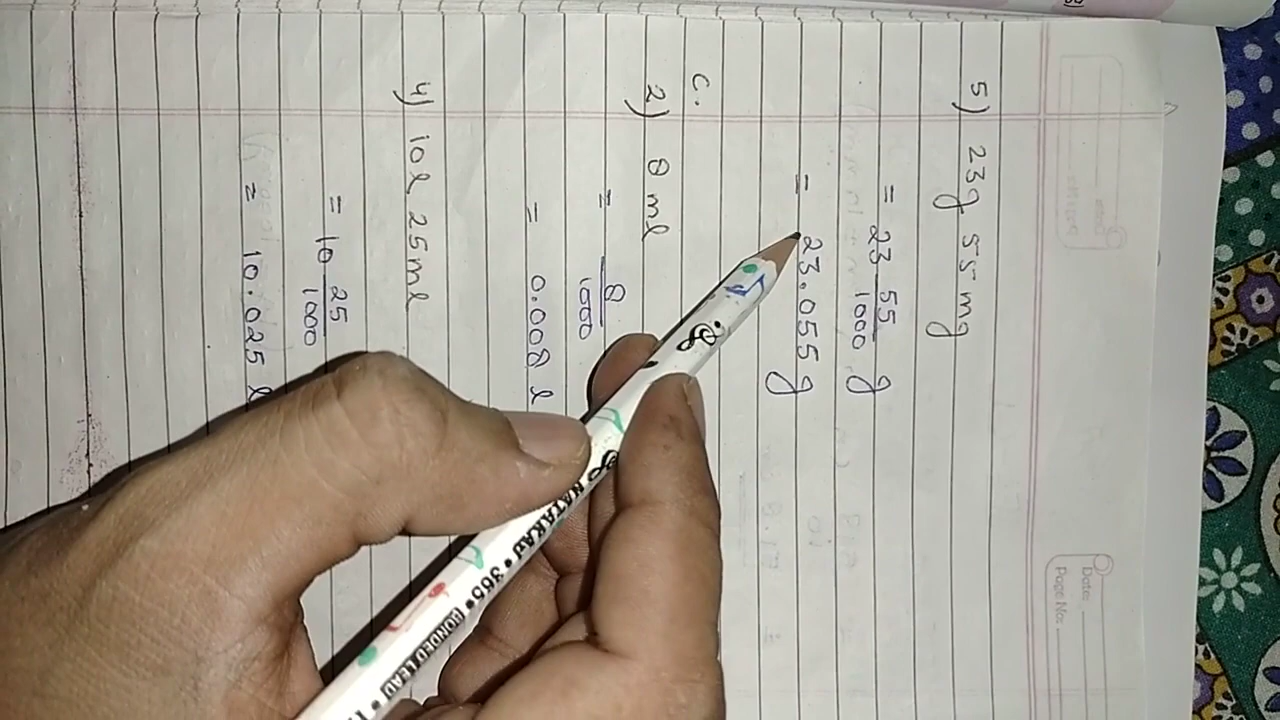 Date:
Page No:
5) 23g 55mg
= 23 55/1000 g
= 23.055 g
C.
2) 8 ml
= 8/1000
= 0.008 l
4) 10l 25ml
= 10 25/1000
= 10.025 l
NATARAJ • 365 • BONDED LEAD •